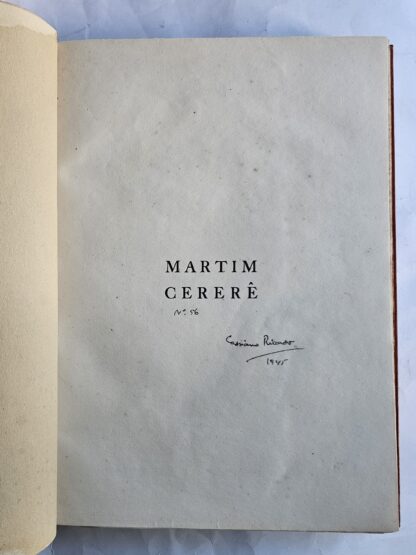 MARTIM
CERERÊ
Nº 56
Cassiano Ricardo
1945